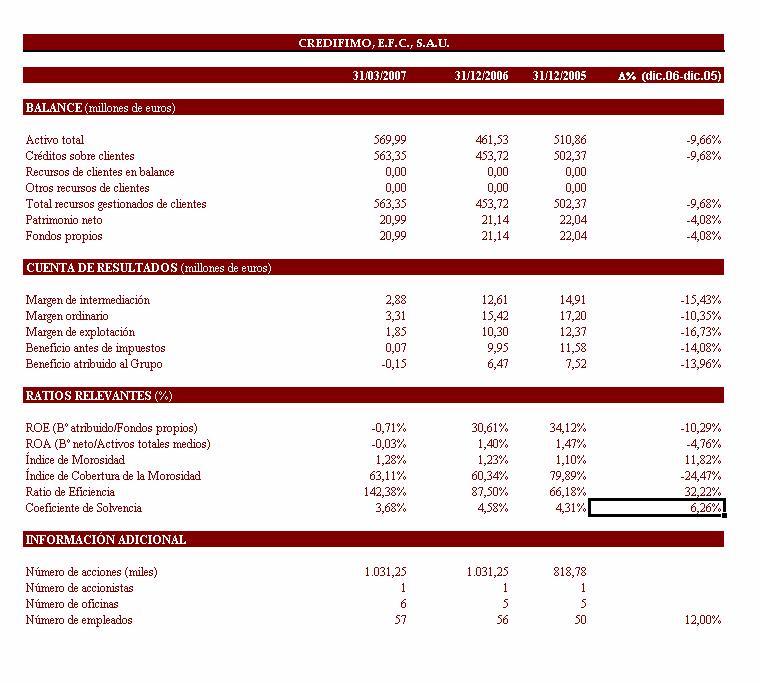 CREDIFIMO, E.F.C., S.A.U.
31/03/2007 31/12/2006 31/12/2005 Δ% (dic.06-dic.05)
BALANCE (millones de euros)
Activo total 569,99 461,53 510,86 -9,66%
Créditos sobre clientes 563,35 453,72 502,37 -9,68%
Recursos de clientes en balance 0,00 0,00 0,00
Otros recursos de clientes 0,00 0,00 0,00
Total recursos gestionados de clientes 563,35 453,72 502,37 -9,68%
Patrimonio neto 20,99 21,14 22,04 -4,08%
Fondos propios 20,99 21,14 22,04 -4,08%
CUENTA DE RESULTADOS (millones de euros)
Margen de intermediación 2,88 12,61 14,91 -15,43%
Margen ordinario 3,31 15,42 17,20 -10,35%
Margen de explotación 1,85 10,30 12,37 -16,73%
Beneficio antes de impuestos 0,07 9,95 11,58 -14,08%
Beneficio atribuido al Grupo -0,15 6,47 7,52 -13,96%
RATIOS RELEVANTES (%)
ROE (Bº atribuido/Fondos propios) -0,71% 30,61% 34,12% -10,29%
ROA (Bº neto/Activos totales medios) -0,03% 1,40% 1,47% -4,76%
Índice de Morosidad 1,28% 1,23% 1,10% 11,82%
Índice de Cobertura de la Morosidad 63,11% 60,34% 79,89% -24,47%
Ratio de Eficiencia 142,38% 87,50% 66,18% 32,22%
Coeficiente de Solvencia 3,68% 4,58% 4,31% 6,26%
INFORMACIÓN ADICIONAL
Número de acciones (miles) 1.031,25 1.031,25 818,78
Número de accionistas 1 1 1
Número de oficinas 6 5 5
Número de empleados 57 56 50 12,00%